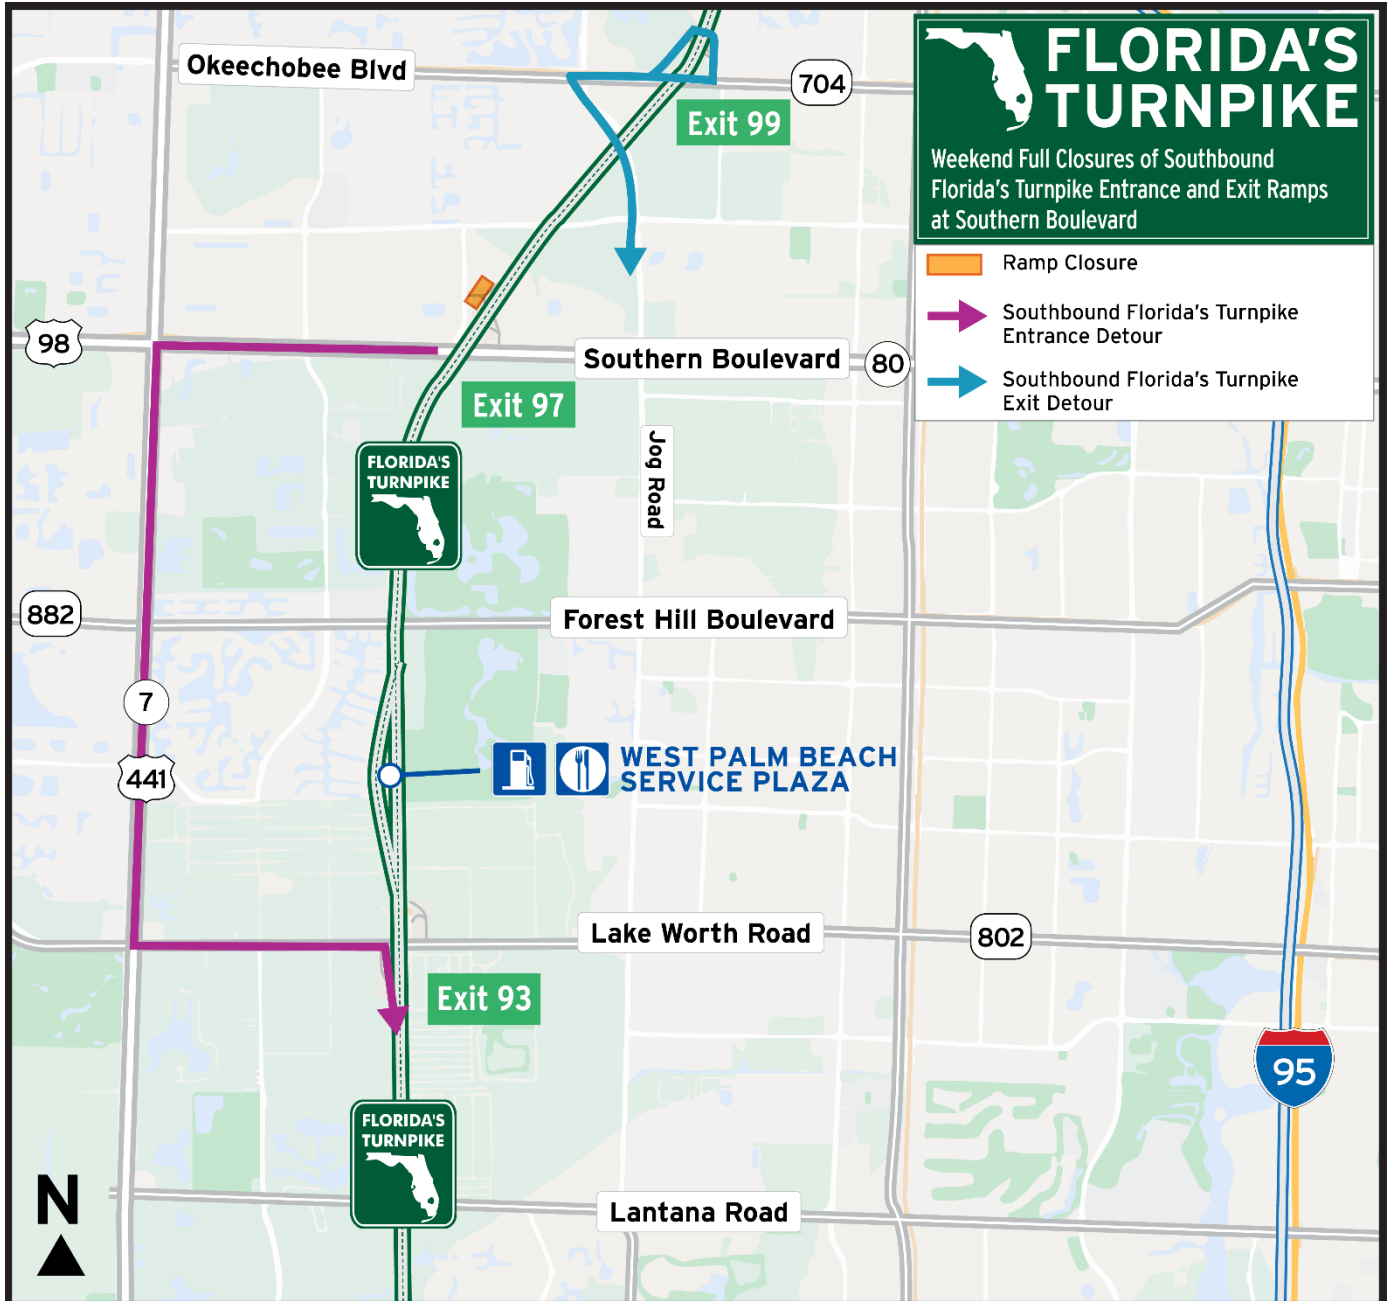 Okeechobee Blvd
704
Exit 99
FLORIDA'S
TURNPIKE
Weekend Full Closures of Southbound
Florida's Turnpike Entrance and Exit Ramps
at Southern Boulevard
Ramp Closure
Southbound Florida's Turnpike
Entrance Detour
Southbound Florida's Turnpike
Exit Detour
98
Southern Boulevard
80
Exit 97
FLORIDA'S
TURNPIKE
Jog Road
882
Forest Hill Boulevard
7
441
WEST PALM BEACH
SERVICE PLAZA
Lake Worth Road
802
Exit 93
95
FLORIDA'S
TURNPIKE
N
Lantana Road